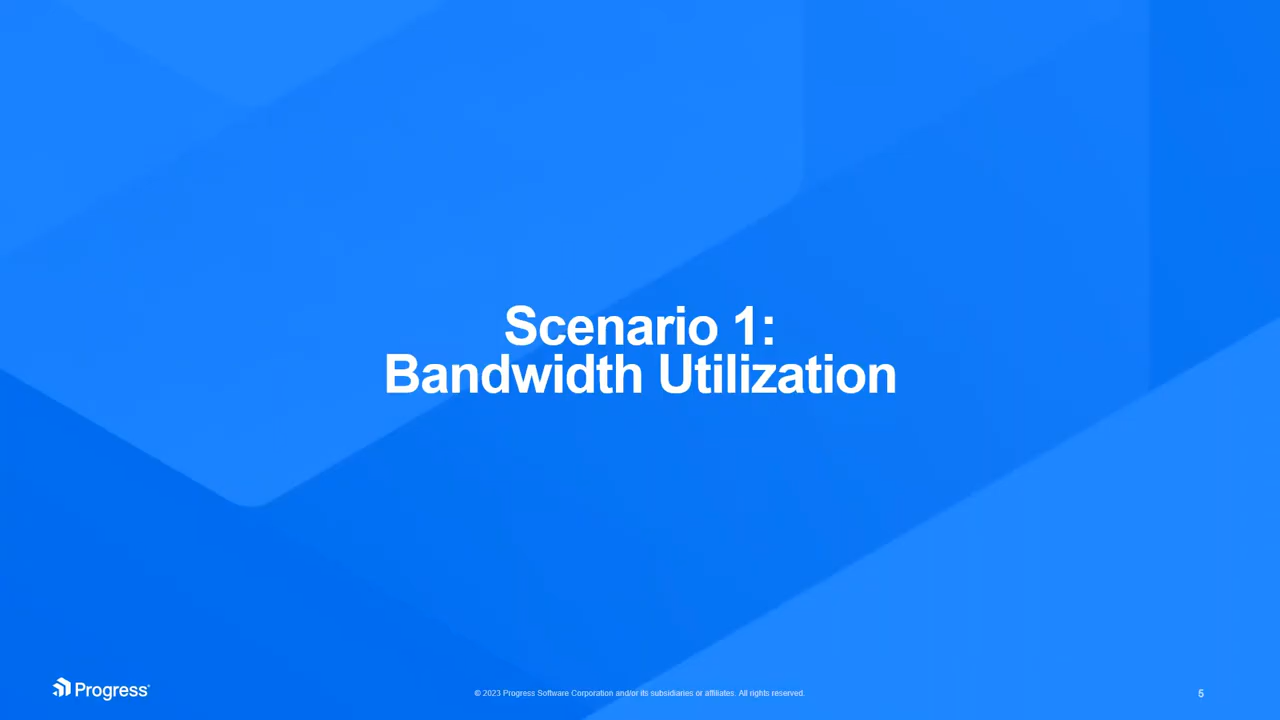 Scenario 1:
Bandwidth Utilization
Progress
© 2023 Progress Software Corporation and/or its subsidiaries or affiliates. All rights reserved.
5